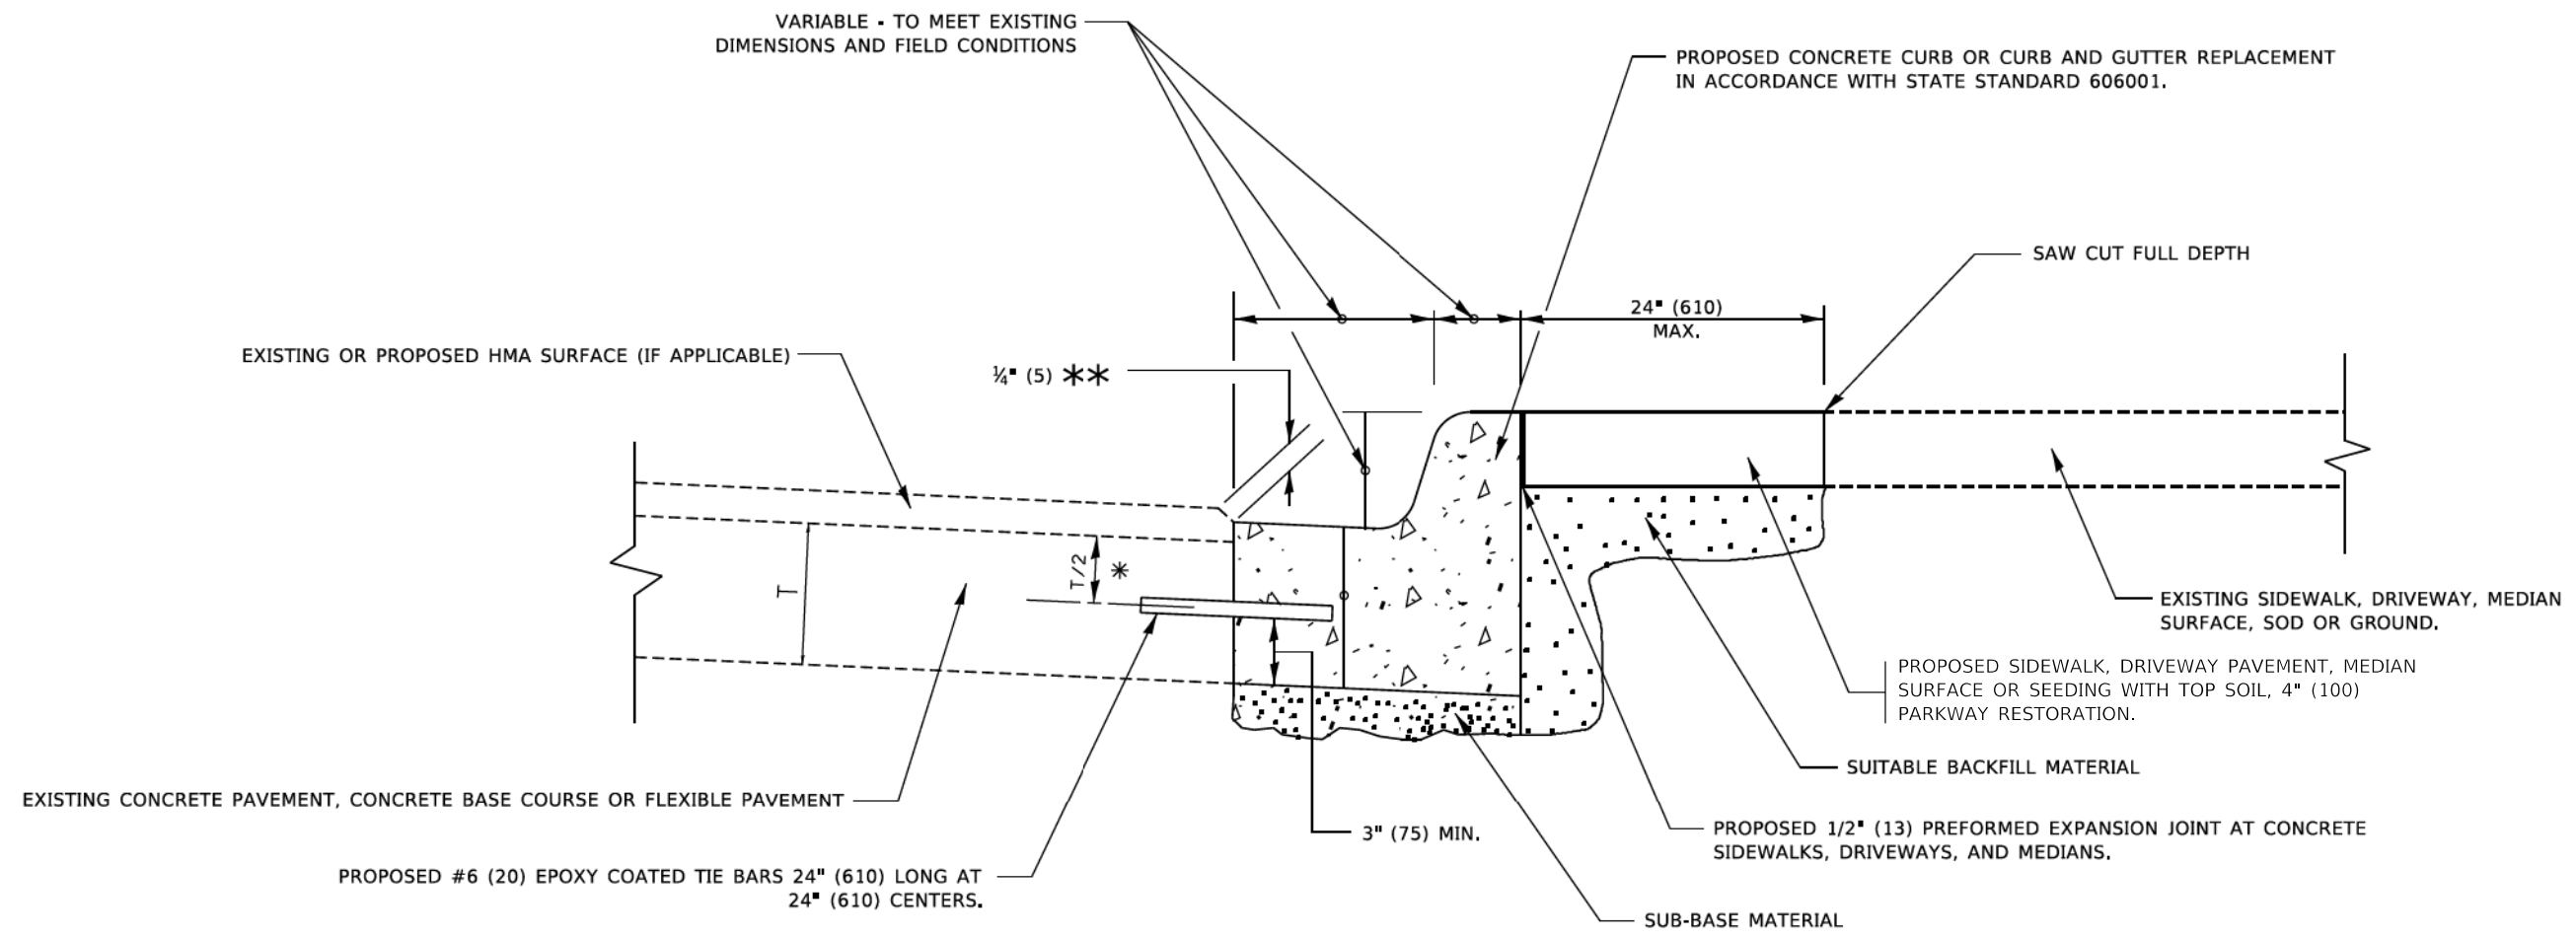 VARIABLE - TO MEET EXISTING
DIMENSIONS AND FIELD CONDITIONS
PROPOSED CONCRETE CURB OR CURB AND GUTTER REPLACEMENT
IN ACCORDANCE WITH STATE STANDARD 606001.
SAW CUT FULL DEPTH
24" (610)
MAX.
EXISTING OR PROPOSED HMA SURFACE (IF APPLICABLE)
¼" (5) **
T/2 *
T
EXISTING SIDEWALK, DRIVEWAY, MEDIAN
SURFACE, SOD OR GROUND.
PROPOSED SIDEWALK, DRIVEWAY PAVEMENT, MEDIAN
SURFACE OR SEEDING WITH TOP SOIL, 4" (100)
PARKWAY RESTORATION.
SUITABLE BACKFILL MATERIAL
EXISTING CONCRETE PAVEMENT, CONCRETE BASE COURSE OR FLEXIBLE PAVEMENT
3" (75) MIN.
PROPOSED 1/2" (13) PREFORMED EXPANSION JOINT AT CONCRETE
SIDEWALKS, DRIVEWAYS, AND MEDIANS.
PROPOSED #6 (20) EPOXY COATED TIE BARS 24" (610) LONG AT
24" (610) CENTERS.
SUB-BASE MATERIAL